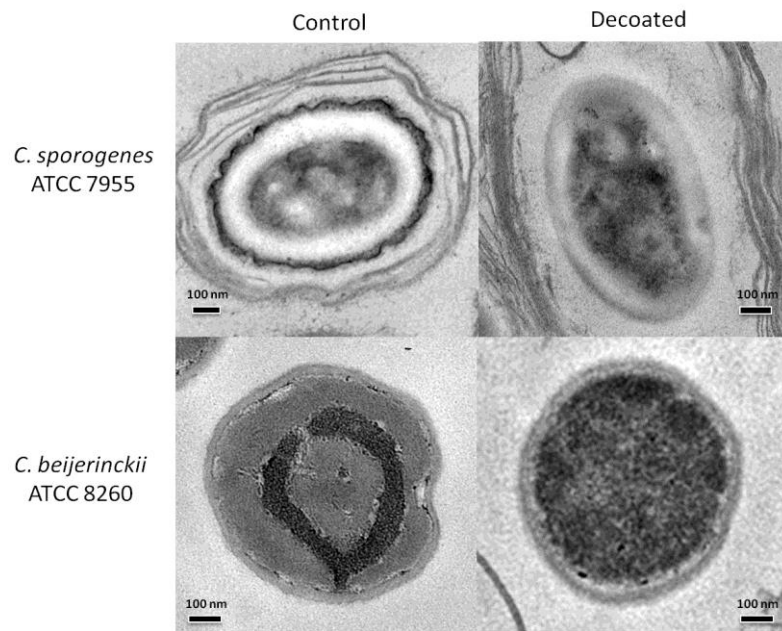 Control
Decoated
C. sporogenes
ATCC 7955
100 nm
100 nm
C. beijerinckii
ATCC 8260
100 nm
100 nm